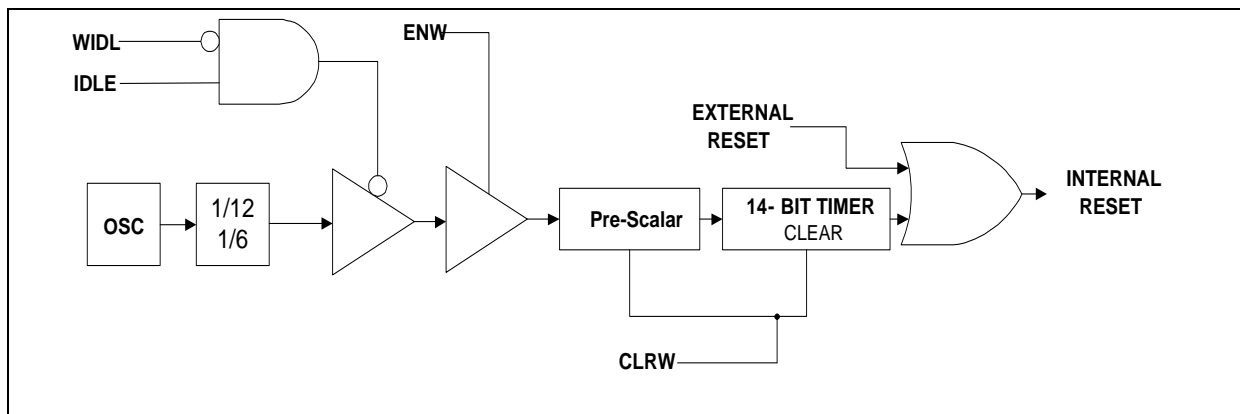 WIDL
IDLE
ENW
EXTERNAL
RESET
INTERNAL
RESET
OSC
1/12
1/6
Pre-Scalar
14- BIT TIMER
CLEAR
CLRW